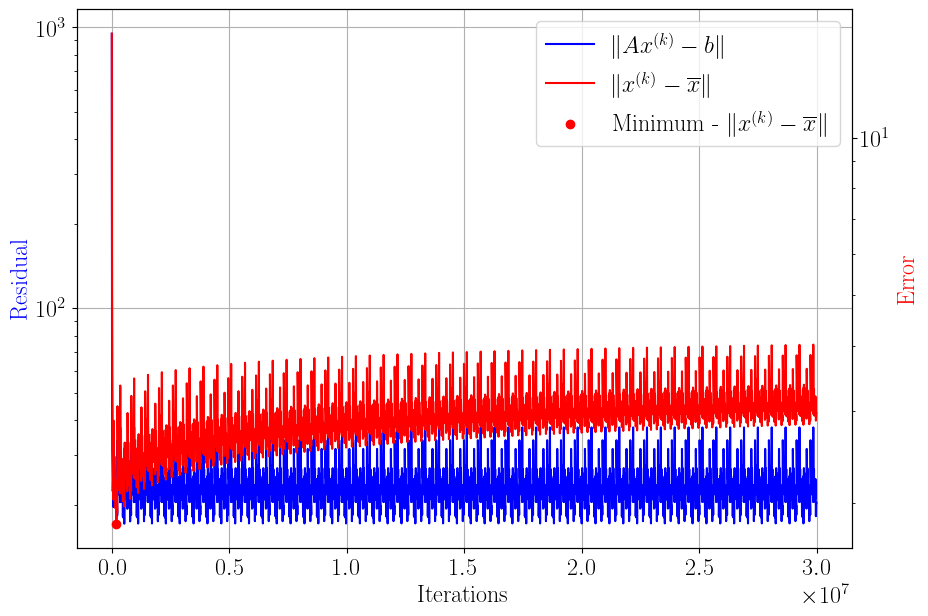 10³
‖Ax⁽ᵏ⁾ − b‖
‖x⁽ᵏ⁾ − x̅‖
Minimum - ‖x⁽ᵏ⁾ − x̅‖
10¹
Residual
Error
10²
0.0 0.5 1.0 1.5 2.0 2.5 3.0
Iterations
×10⁷